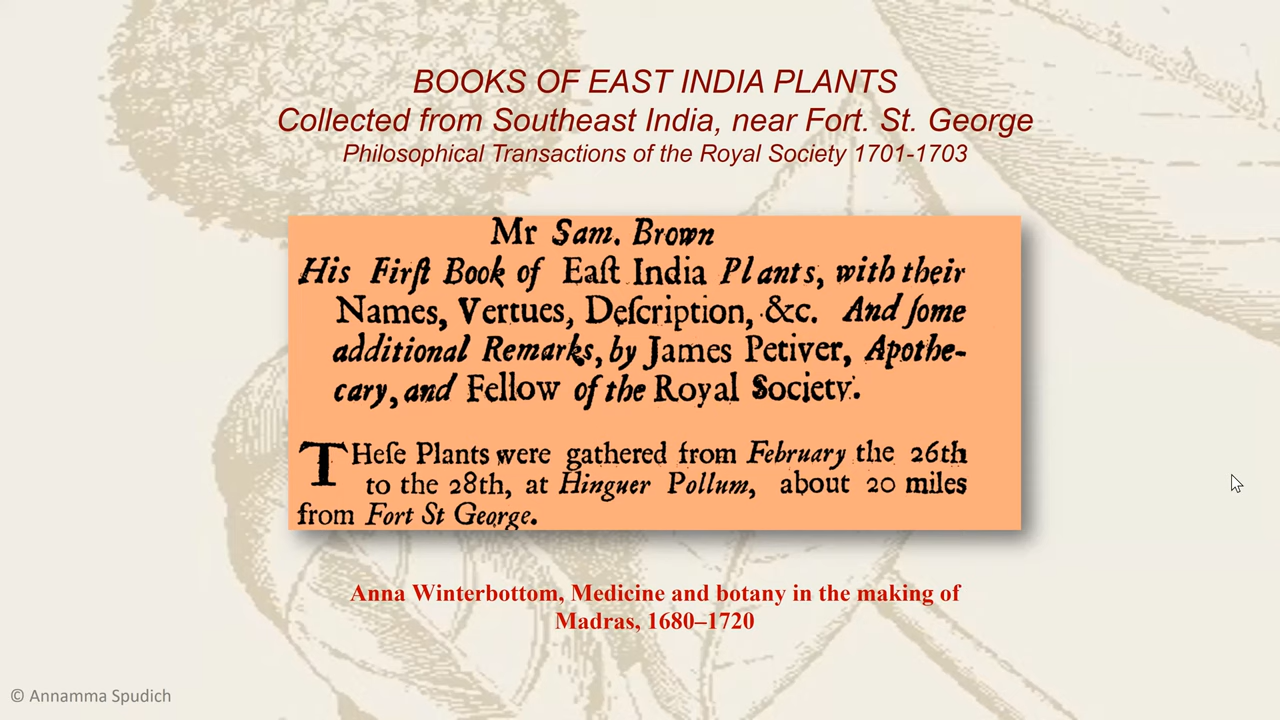 BOOKS OF EAST INDIA PLANTS
Collected from Southeast India, near Fort. St. George
Philosophical Transactions of the Royal Society 1701-1703
Mr Sam. Brown
His Firſt Book of Eaſt India Plants, with their
Names, Vertues, Deſcription, &c. And ſome
additional Remarks, by James Petiver, Apothe-
cary, and Fellow of the Royal Society.
THeſe Plants were gathered from February the 26th
to the 28th, at Hinguer Pollum, about 20 miles
from Fort St George.
Anna Winterbottom, Medicine and botany in the making of
Madras, 1680–1720
© Annamma Spudich